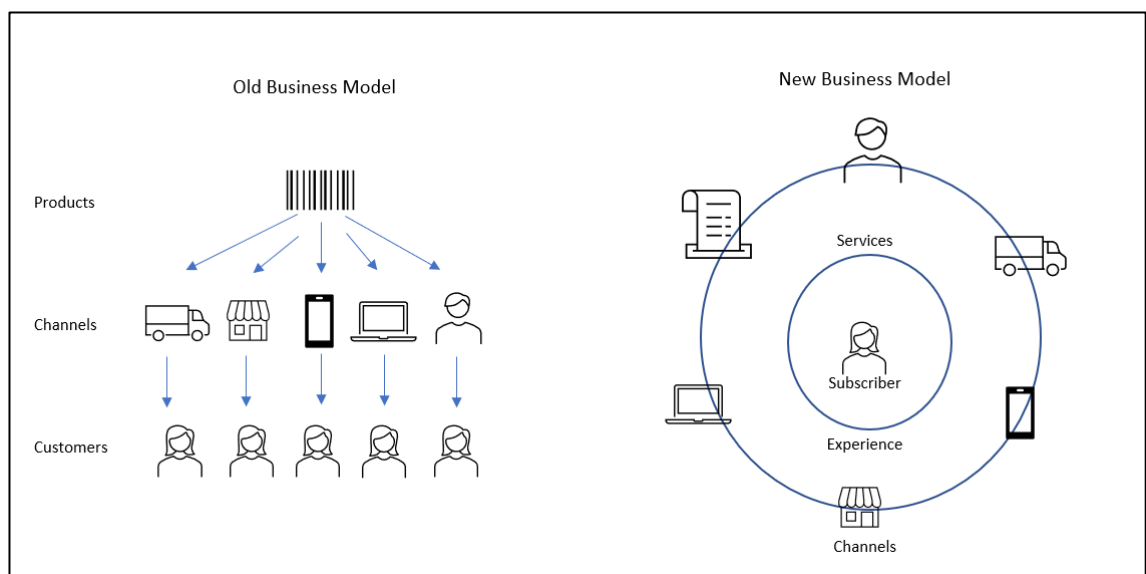 Old Business Model
Products
Channels
Customers
New Business Model
Services
Subscriber
Experience
Channels